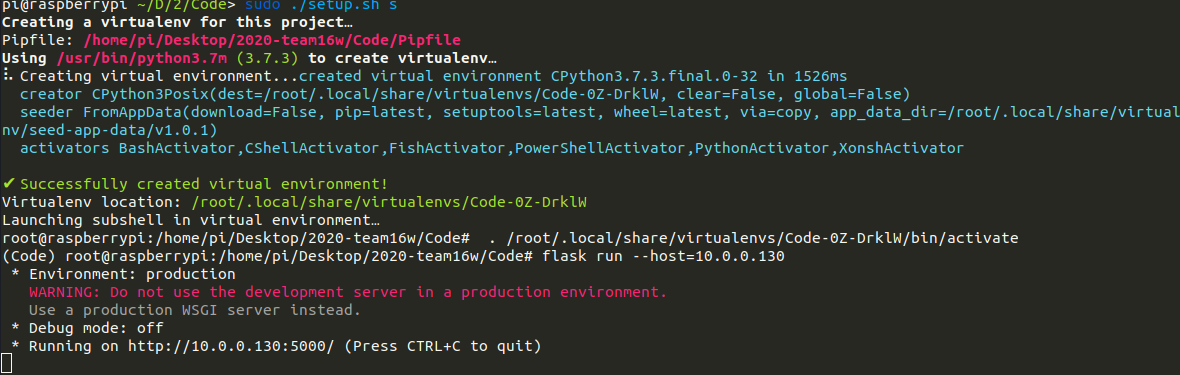 pi@raspberrypi ~/D/2/Code> sudo ./setup.sh s
Creating a virtualenv for this project…
Pipfile: /home/pi/Desktop/2020-team16w/Code/Pipfile
Using /usr/bin/python3.7m (3.7.3) to create virtualenv…
⠧ Creating virtual environment...created virtual environment CPython3.7.3.final.0-32 in 1526ms
creator CPython3Posix(dest=/root/.local/share/virtualenvs/Code-0Z-DrklW, clear=False, global=False)
seeder FromAppData(download=False, pip=latest, setuptools=latest, wheel=latest, via=copy, app_data_dir=/root/.local/share/virtual
nv/seed-app-data/v1.0.1)
activators BashActivator,CShellActivator,FishActivator,PowerShellActivator,PythonActivator,XonshActivator
✔ Successfully created virtual environment!
Virtualenv location: /root/.local/share/virtualenvs/Code-0Z-DrklW
Launching subshell in virtual environment…
root@raspberrypi:/home/pi/Desktop/2020-team16w/Code#  . /root/.local/share/virtualenvs/Code-0Z-DrklW/bin/activate
(Code) root@raspberrypi:/home/pi/Desktop/2020-team16w/Code# flask run --host=10.0.0.130
* Environment: production
WARNING: Do not use the development server in a production environment.
Use a production WSGI server instead.
* Debug mode: off
* Running on http://10.0.0.130:5000/ (Press CTRL+C to quit)